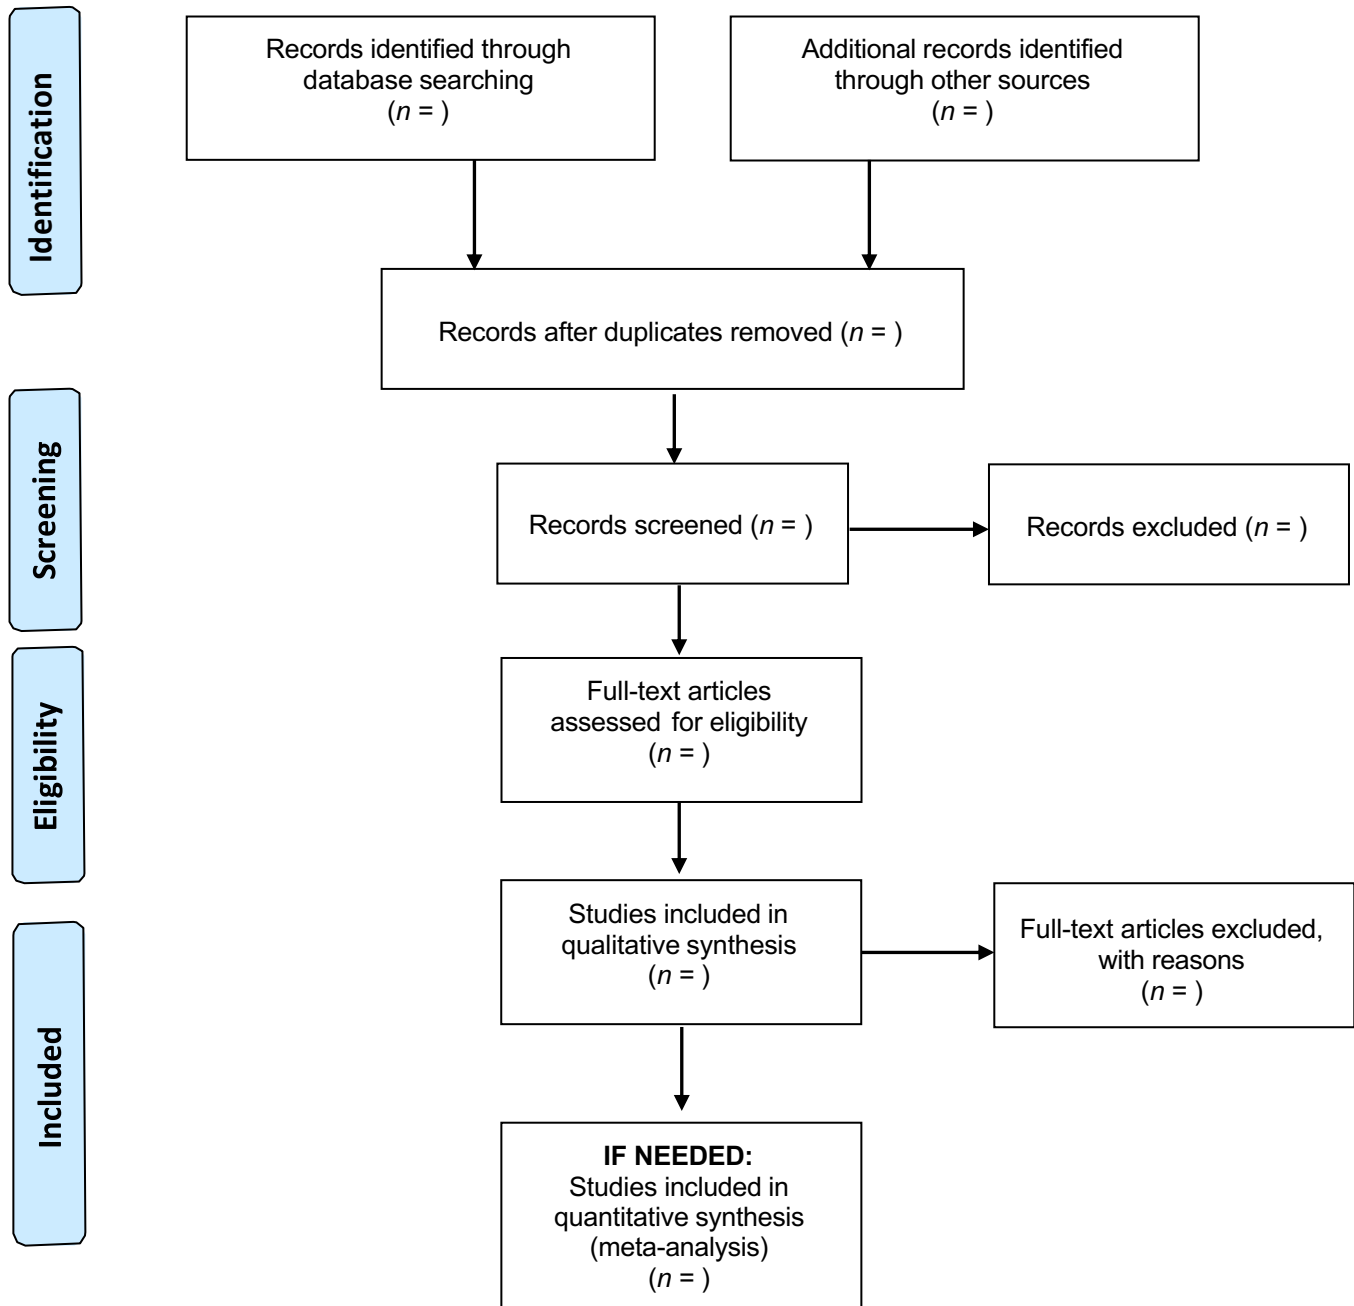 Identification
Records identified through
database searching
(n = )
Additional records identified
through other sources
(n = )
Records after duplicates removed (n = )
Screening
Records screened (n = )
Records excluded (n = )
Eligibility
Full-text articles
assessed for eligibility
(n = )
Included
Studies included in
qualitative synthesis
(n = )
Full-text articles excluded,
with reasons
(n = )
IF NEEDED:
Studies included in
quantitative synthesis
(meta-analysis)
(n = )